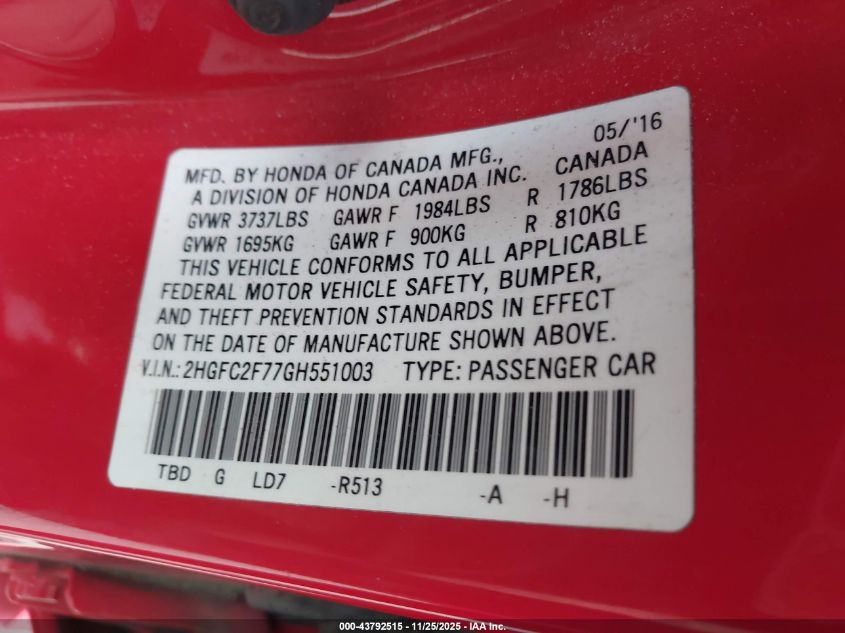 05/'16
MFD. BY HONDA OF CANADA MFG., CANADA
A DIVISION OF HONDA CANADA INC.
GVWR 3737LBS GAWR F 1984LBS R 1786LBS
GVWR 1695KG GAWR F 900KG R 810KG
THIS VEHICLE CONFORMS TO ALL APPLICABLE
FEDERAL MOTOR VEHICLE SAFETY, BUMPER,
AND THEFT PREVENTION STANDARDS IN EFFECT
ON THE DATE OF MANUFACTURE SHOWN ABOVE.
V.I.N.: 2HGFC2F77GH551003 TYPE: PASSENGER CAR
TBD G LD7 -R513 -A -H
000-43792515 - 11/25/2025 - IAA Inc.